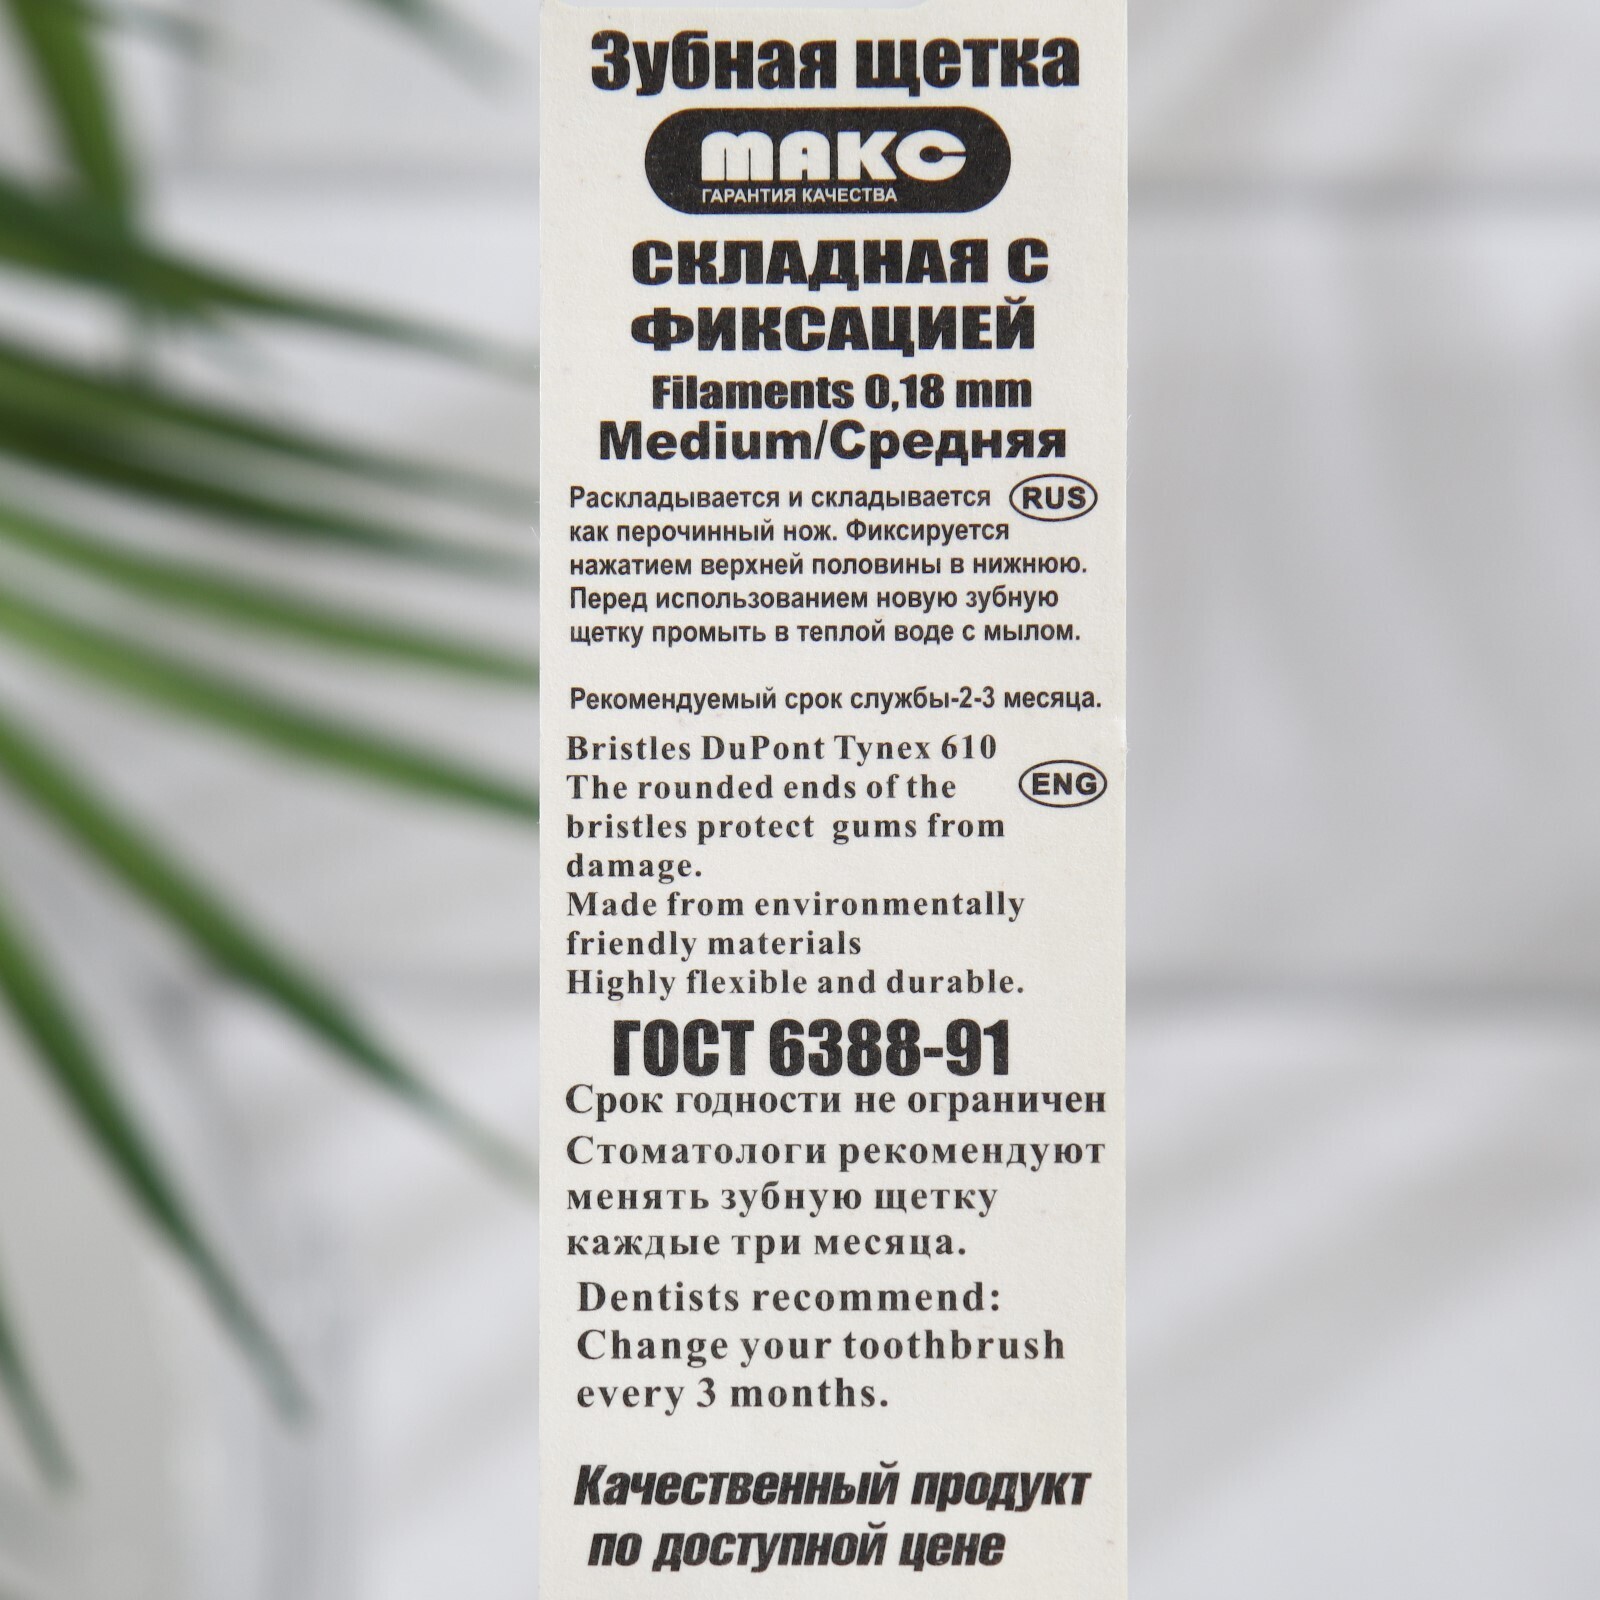 Зубная щетка
МАКС
ГАРАНТИЯ КАЧЕСТВА
СКЛАДНАЯ С
ФИКСАЦИЕЙ
Filaments 0,18 mm
Medium/Средняя
Раскладывается и складывается RUS
как перочинный нож. Фиксируется
нажатием верхней половины в нижнюю.
Перед использованием новую зубную
щетку промыть в теплой воде с мылом.
Рекомендуемый срок службы-2-3 месяца.
Bristles DuPont Tynex 610
The rounded ends of the ENG
bristles protect gums from
damage.
Made from environmentally
friendly materials
Highly flexible and durable.
ГОСТ 6388-91
Срок годности не ограничен
Стоматологи рекомендуют
менять зубную щетку
каждые три месяца.
Dentists recommend:
Change your toothbrush
every 3 months.
Качественный продукт
по доступной цене